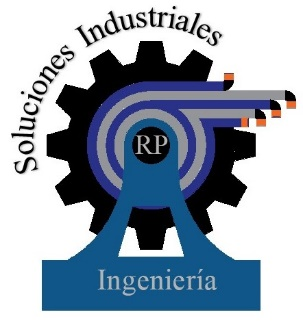 Soluciones Industriales
RP
Ingeniería